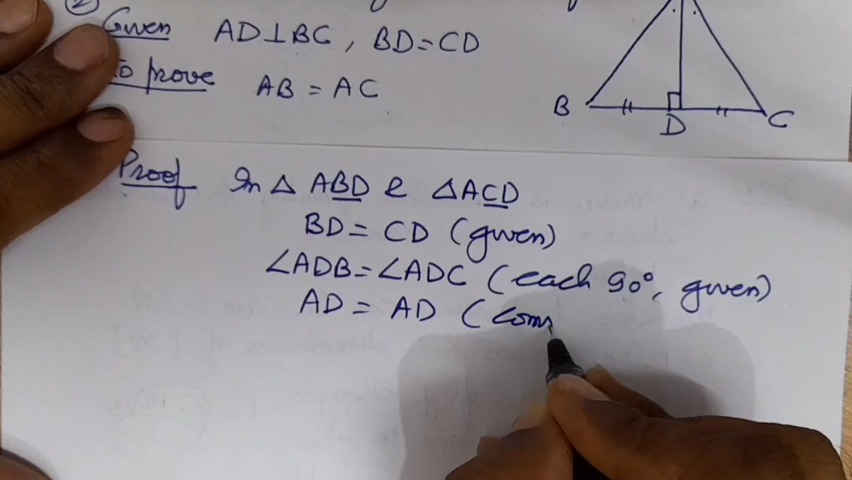 ②
Given AD⊥BC, BD=CD
To prove AB = AC
B
D
C
Proof In △ ABD & △ACD
BD = CD (given)
∠ADB = ∠ADC (each 90°, given)
AD = AD (Com